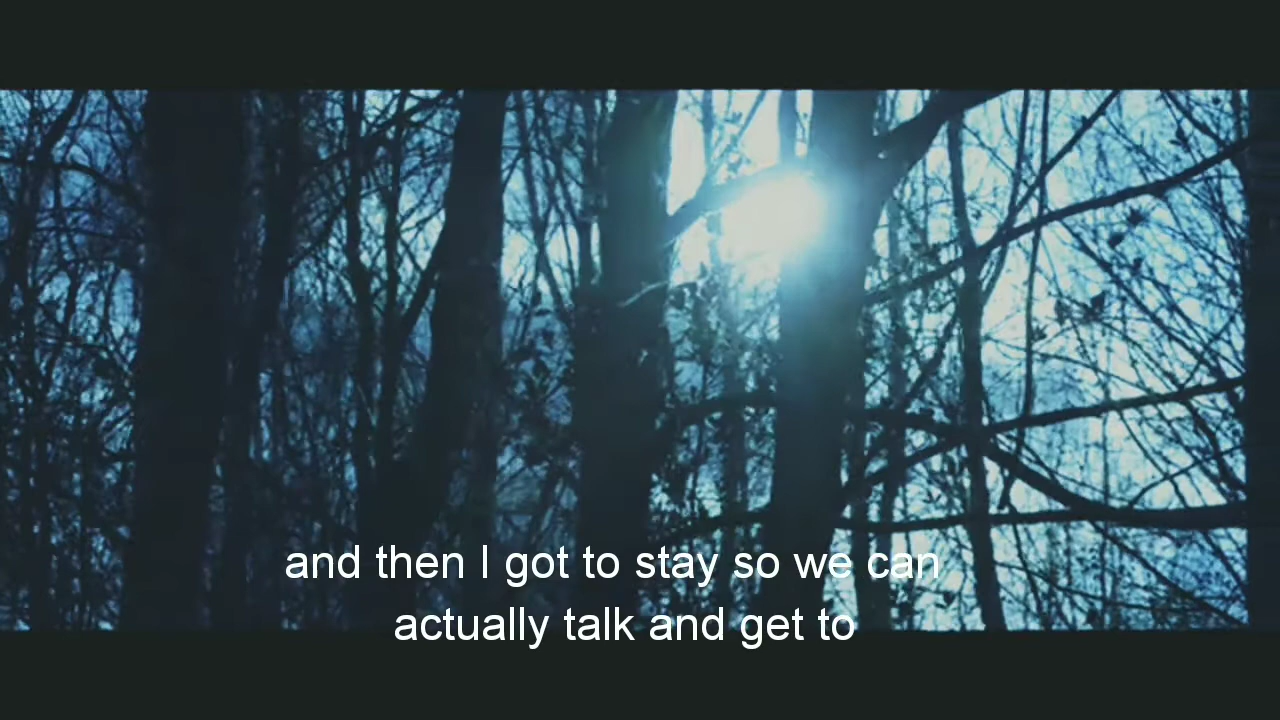 and then I got to stay so we can
actually talk and get to